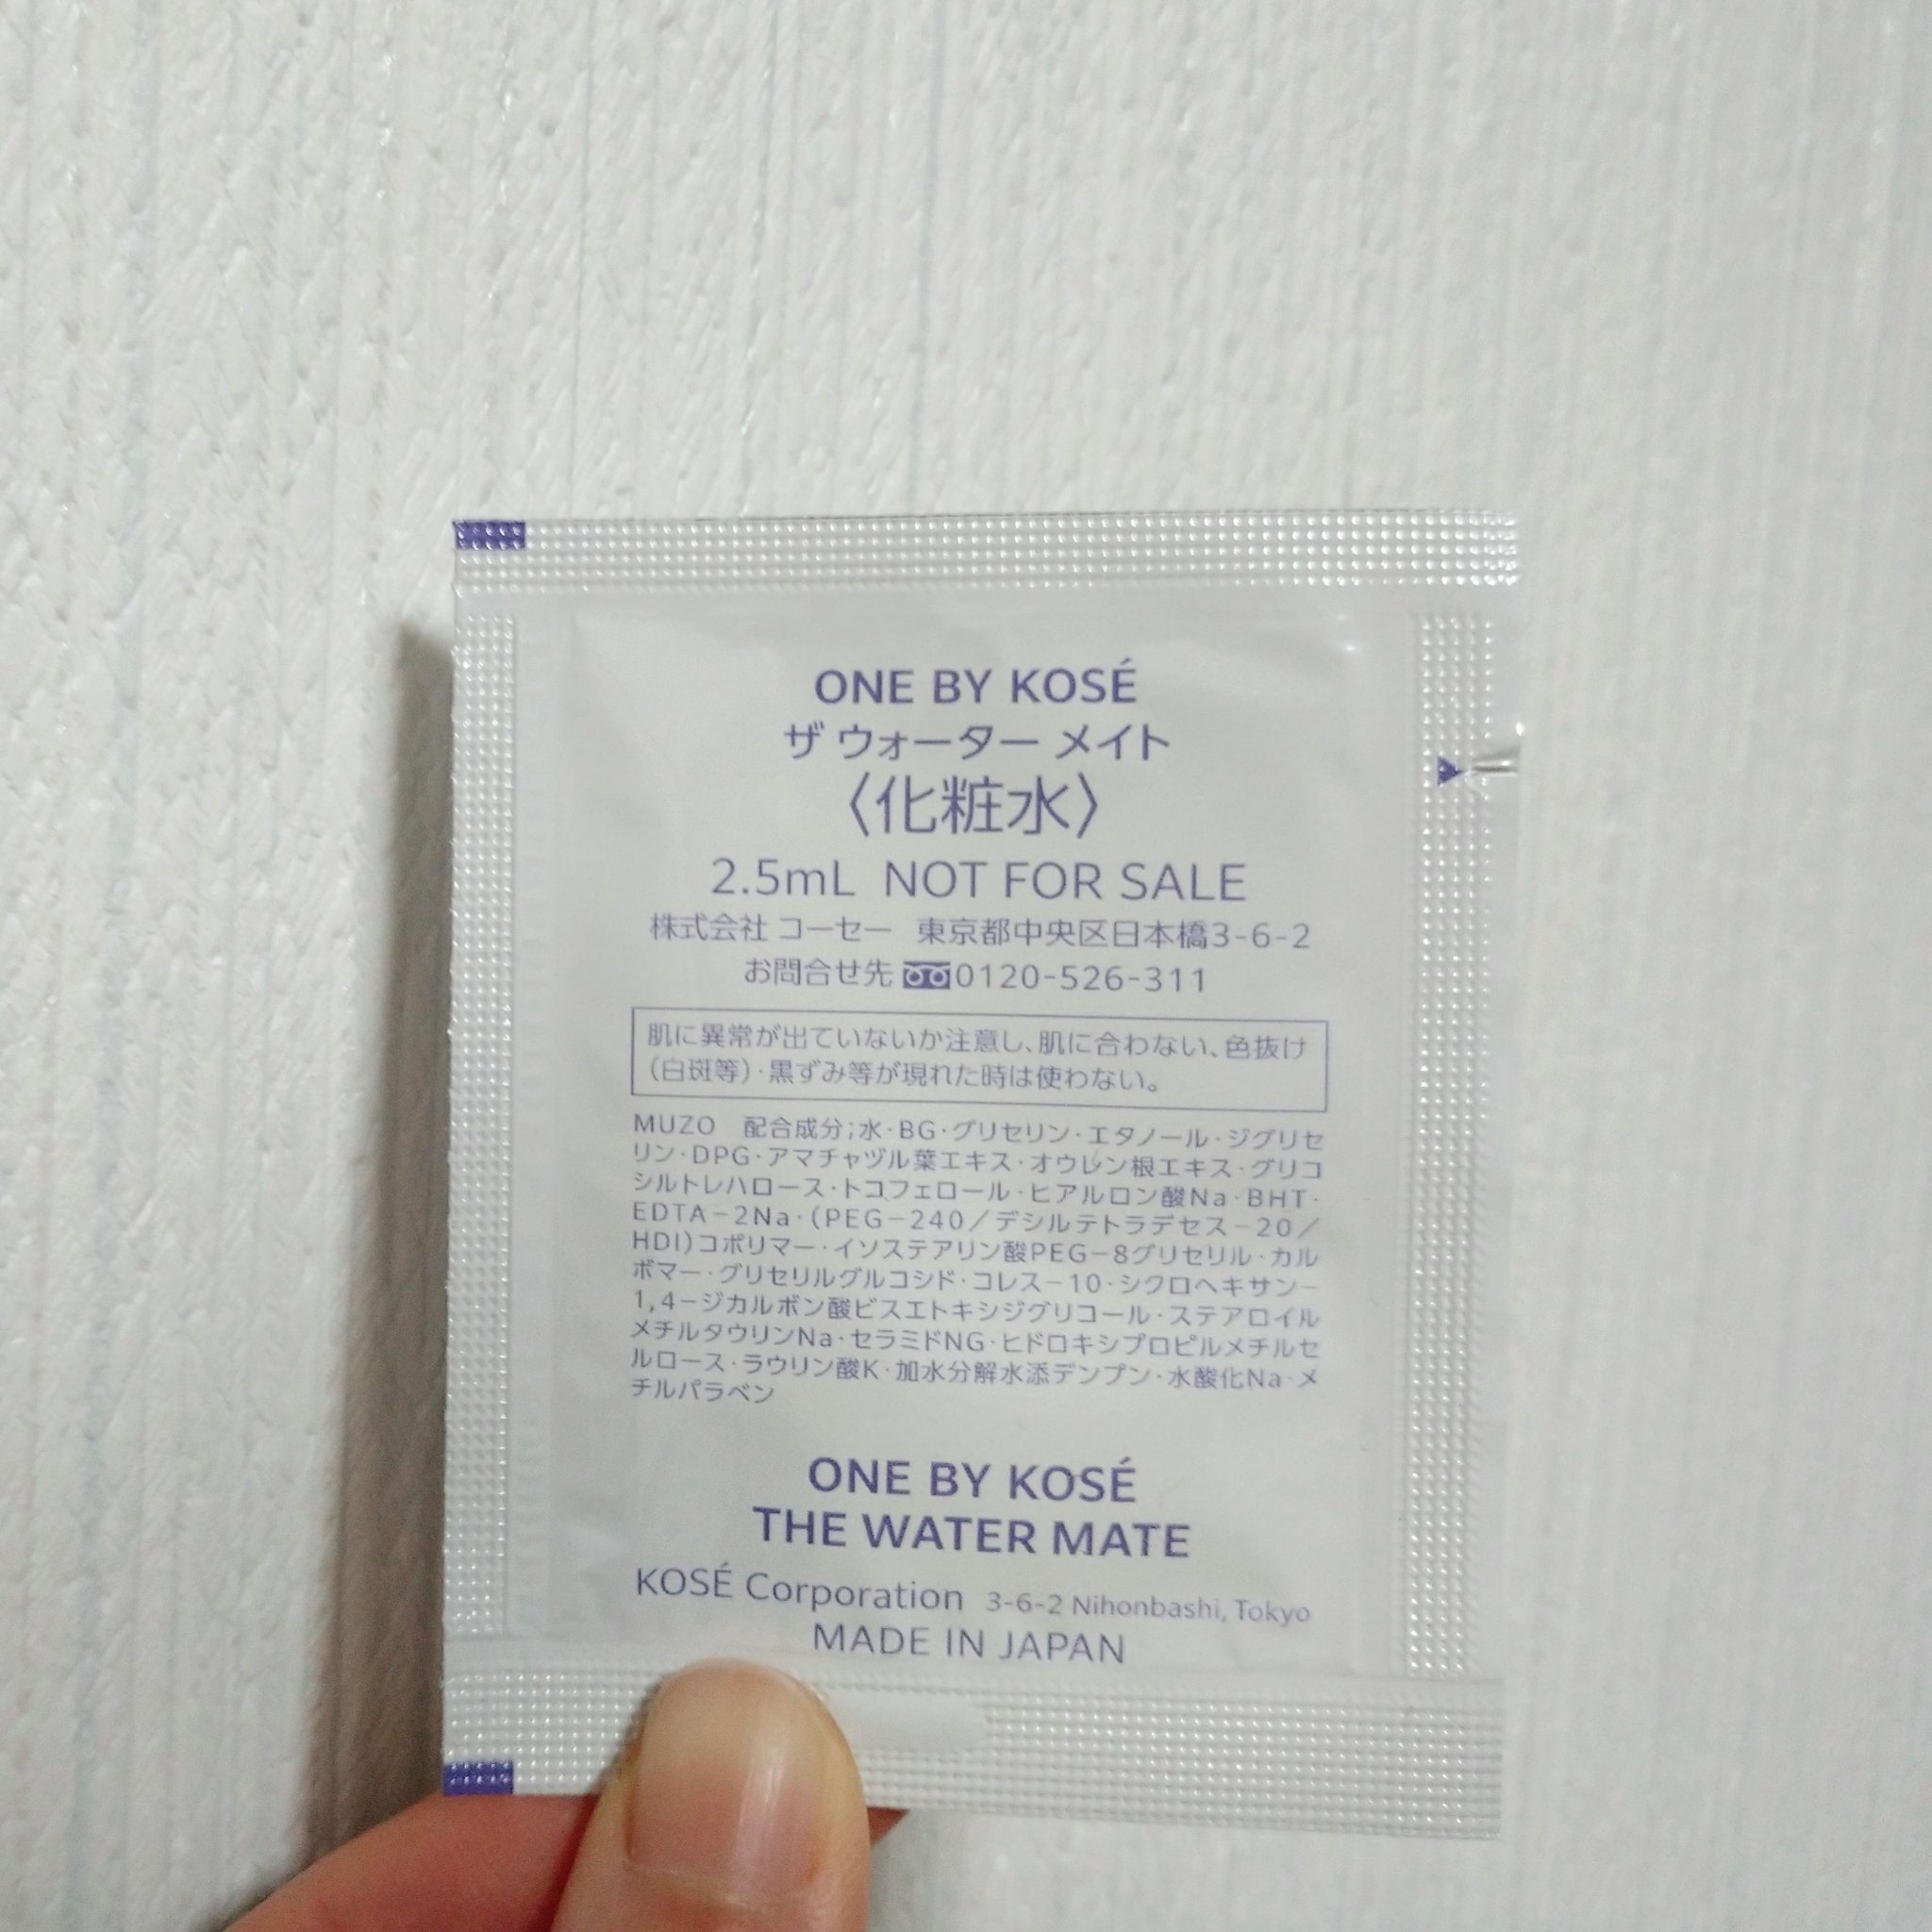 ONE BY KOSÉ
ザ ウォーター メイト
〈化粧水〉
2.5mL NOT FOR SALE
株式会社 コーセー 東京都中央区日本橋3-6-2
お問合せ先 0120-526-311
肌に異常が出ていないか注意し、肌に合わない、色抜け
（白斑等）・黒ずみ等が現れた時は使わない。
MUZO 配合成分；水・BG・グリセリン・エタノール・ジグリセ
リン・DPG・アマチャヅル葉エキス・オウレン根エキス・グリコ
シルトレハロース・トコフェロール・ヒアルロン酸Na・BHT・
EDTA－2Na・（PEG－240／デシルテトラデセス－20／
HDI）コポリマー・イソステアリン酸PEG－8グリセリル・カル
ボマー・グリセリルグルコシド・コレス－10・シクロヘキサン－
1,4－ジカルボン酸ビスエトキシジグリコール・ステアロイル
メチルタウリンNa・セラミドNG・ヒドロキシプロピルメチルセ
ルロース・ラウリン酸K・加水分解水添デンプン・水酸化Na・メ
チルパラベン
ONE BY KOSÉ
THE WATER MATE
KOSÉ Corporation 3-6-2 Nihonbashi, Tokyo
MADE IN JAPAN